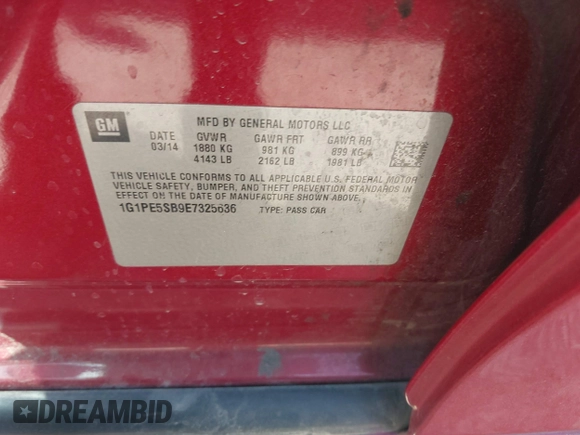 GM
MFD BY GENERAL MOTORS LLC
DATE GVWR GAWR FRT GAWR RR
03/14 1880 KG 981 KG 899 KG
4143 LB 2162 LB 1981 LB
THIS VEHICLE CONFORMS TO ALL APPLICABLE U.S. FEDERAL MOTOR
VEHICLE SAFETY, BUMPER, AND THEFT PREVENTION STANDARDS IN
EFFECT ON THE DATE OF MANUFACTURE SHOWN ABOVE.
1G1PE5SB9E7325636 TYPE: PASS CAR
DREAMBID